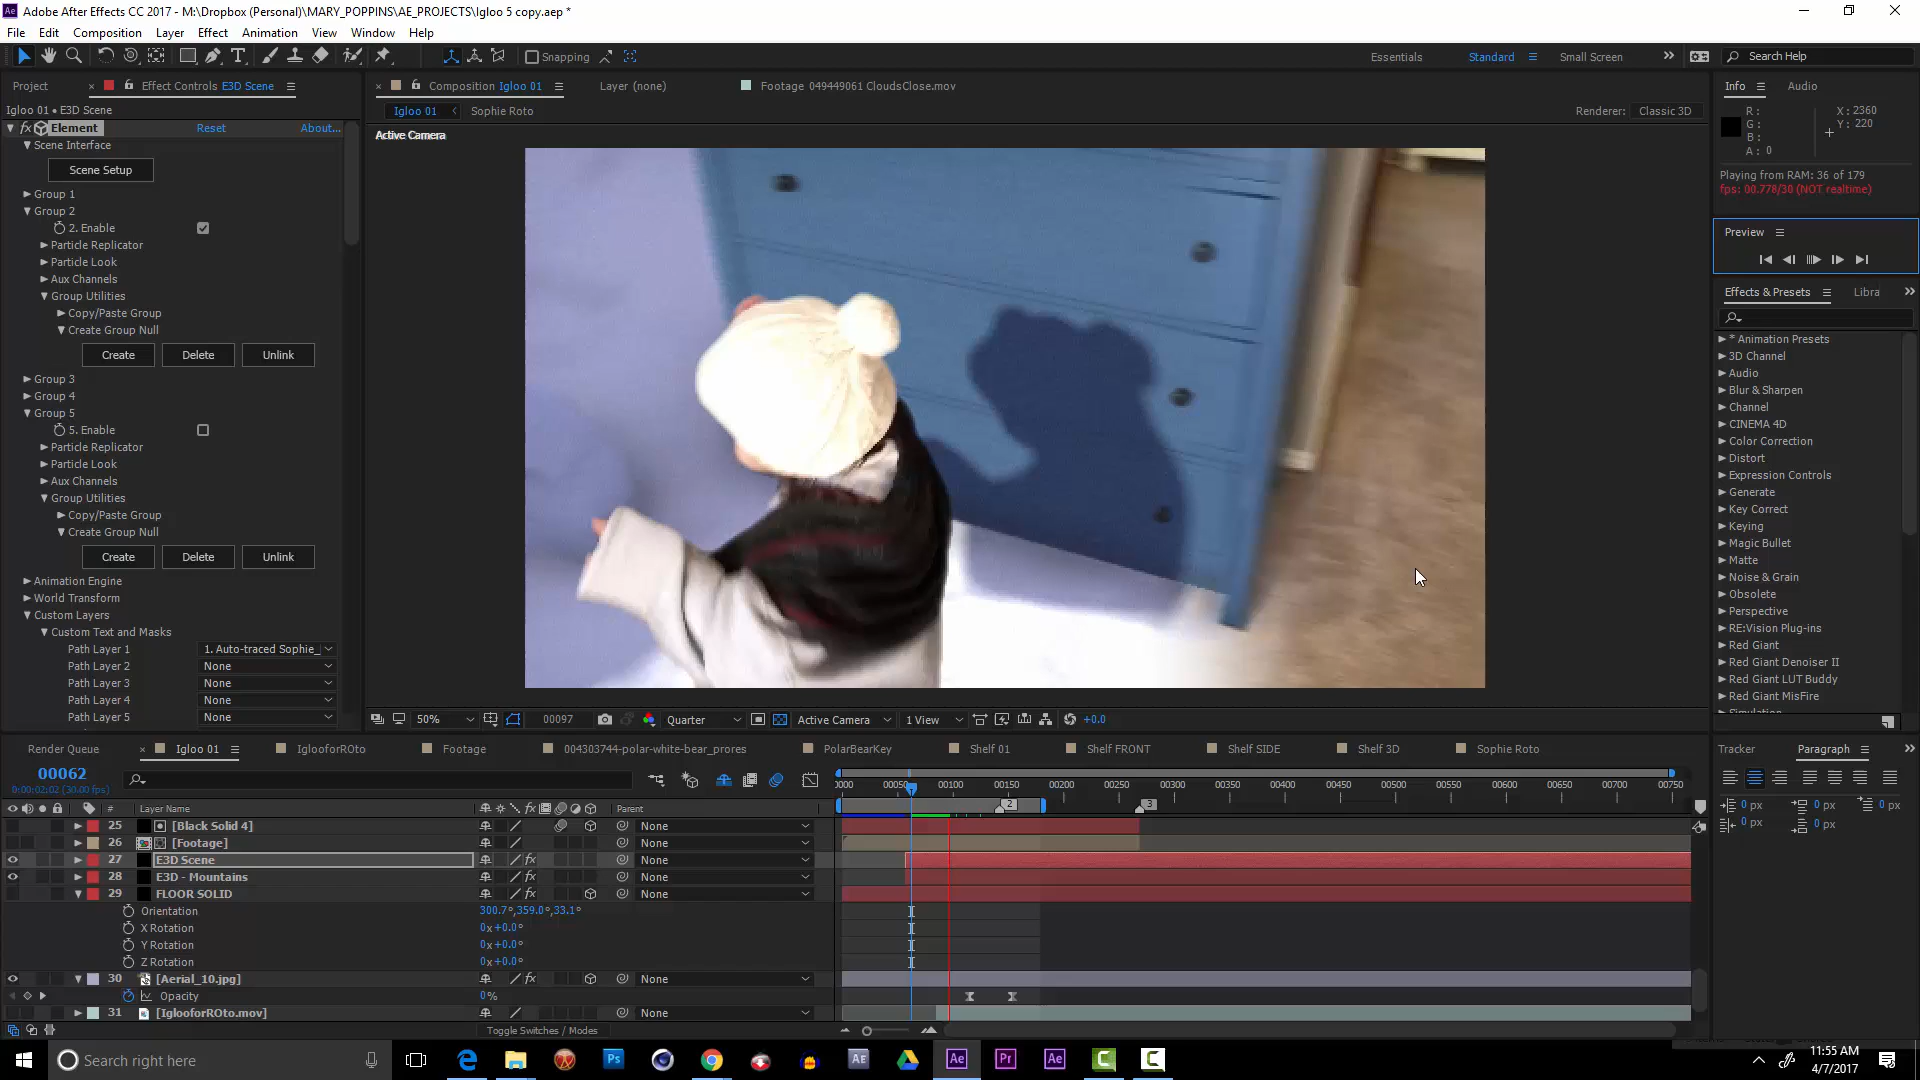 Adobe After Effects CC 2017 - M:\Dropbox (Personal)\MARY_POPPINS\AE_PROJECTS\Igloo 5 copy.aep *
File Edit Composition Layer Effect Animation View Window Help
Snapping
Essentials Standard Small Screen Search Help
Project Effect Controls E3D Scene
Igloo 01 • E3D Scene
fx Element Reset About...
Scene Interface
Scene Setup
Group 1
Group 2
2. Enable
Particle Replicator
Particle Look
Aux Channels
Group Utilities
Copy/Paste Group
Create Group Null
Create Delete Unlink
Group 3
Group 4
Group 5
5. Enable
Particle Replicator
Particle Look
Aux Channels
Group Utilities
Copy/Paste Group
Create Group Null
Create Delete Unlink
Animation Engine
World Transform
Custom Layers
Custom Text and Masks
Path Layer 1 1. Auto-traced Sophie_
Path Layer 2 None
Path Layer 3 None
Path Layer 4 None
Path Layer 5 None
Composition Igloo 01 Layer (none) Footage 049449061 CloudsClose.mov
Igloo 01 Sophie Roto Renderer: Classic 3D
Active Camera
50% 00097 Quarter Active Camera 1 View +0.0
Info Audio
R: X: 2360
G: Y: 220
B:
A: 0
Playing from RAM: 36 of 179
fps: 00.778/30 (NOT realtime)
Preview
Effects & Presets Libra
* Animation Presets
3D Channel
Audio
Blur & Sharpen
Channel
CINEMA 4D
Color Correction
Distort
Expression Controls
Generate
Key Correct
Keying
Magic Bullet
Matte
Noise & Grain
Obsolete
Perspective
RE:Vision Plug-ins
Red Giant
Red Giant Denoiser II
Red Giant LUT Buddy
Red Giant MisFire
Simulation
Render Queue Igloo 01 IglooforROto Footage 004303744-polar-white-bear_prores PolarBearKey Shelf 01 Shelf FRONT Shelf SIDE Shelf 3D Sophie Roto
Tracker Paragraph
00062
0:00:02:02 (30.00 fps)
0000 00050 00100 00150 00200 00250 00300 00350 00400 00450 00500 00550 00600 00650 00700 00750
2 3
# Layer Name fx Parent
25 [Black Solid 4] None
26 [Footage] None
27 E3D Scene fx None
28 E3D - Mountains fx None
29 FLOOR SOLID None
Orientation 300.7°,359.0°,33.1°
X Rotation 0x+0.0°
Y Rotation 0x+0.0°
Z Rotation 0x+0.0°
30 [Aerial_10.jpg] fx None
Opacity 0%
31 [IglooforROto.mov] None
Toggle Switches / Modes
0 px 0 px 0 px
0 px 0 px
Search right here
Ps AE Ae Pr Ae
11:55 AM
4/7/2017